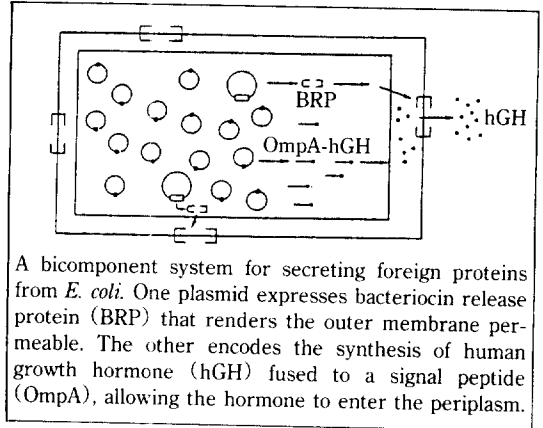 BRP
hGH
OmpA-hGH
A bicomponent system for secreting foreign proteins
from E. coli. One plasmid expresses bacteriocin release
protein (BRP) that renders the outer membrane per-
meable. The other encodes the synthesis of human
growth hormone (hGH) fused to a signal peptide
(OmpA), allowing the hormone to enter the periplasm.